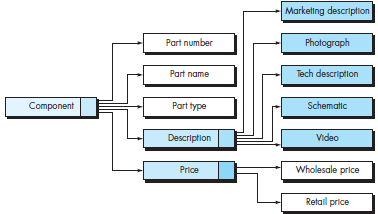 Marketing description
Part number
Photograph
Part name
Tech description
Component
Part type
Schematic
Description
Video
Price
Wholesale price
Retail price